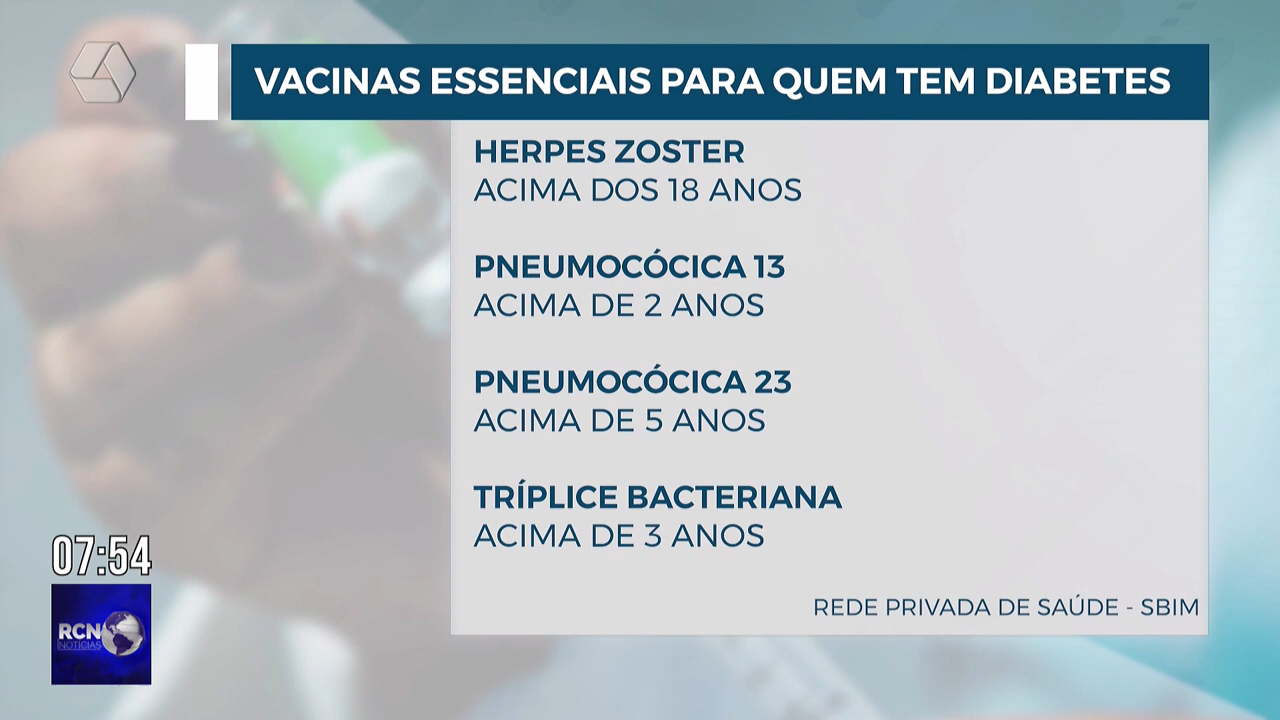 VACINAS ESSENCIAIS PARA QUEM TEM DIABETES
HERPES ZOSTER
ACIMA DOS 18 ANOS
PNEUMOCÓCICA 13
ACIMA DE 2 ANOS
PNEUMOCÓCICA 23
ACIMA DE 5 ANOS
TRÍPLICE BACTERIANA
ACIMA DE 3 ANOS
REDE PRIVADA DE SAÚDE - SBIM
07:54
RCN
NOTÍCIAS